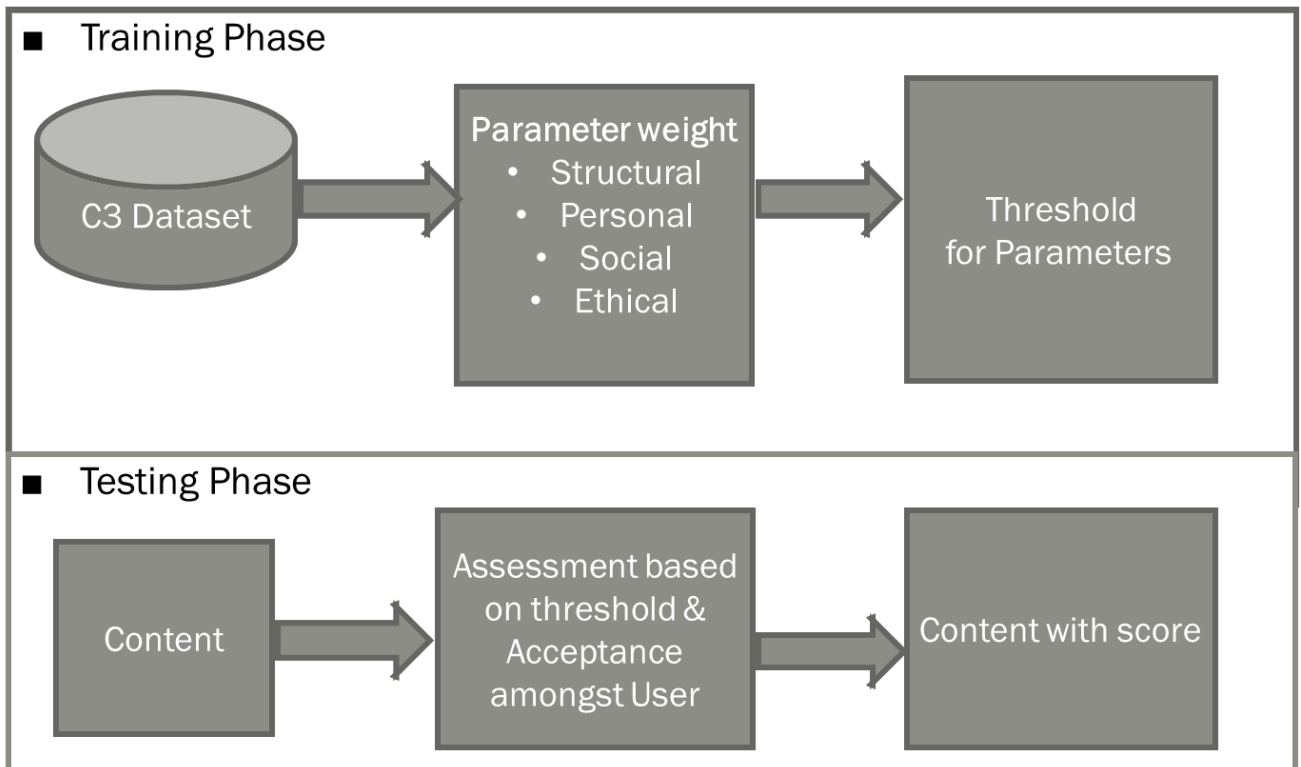 ■ Training Phase
C3 Dataset
Parameter weight
• Structural
• Personal
• Social
• Ethical
Threshold
for Parameters
■ Testing Phase
Content
Assessment based
on threshold &
Acceptance
amongst User
Content with score